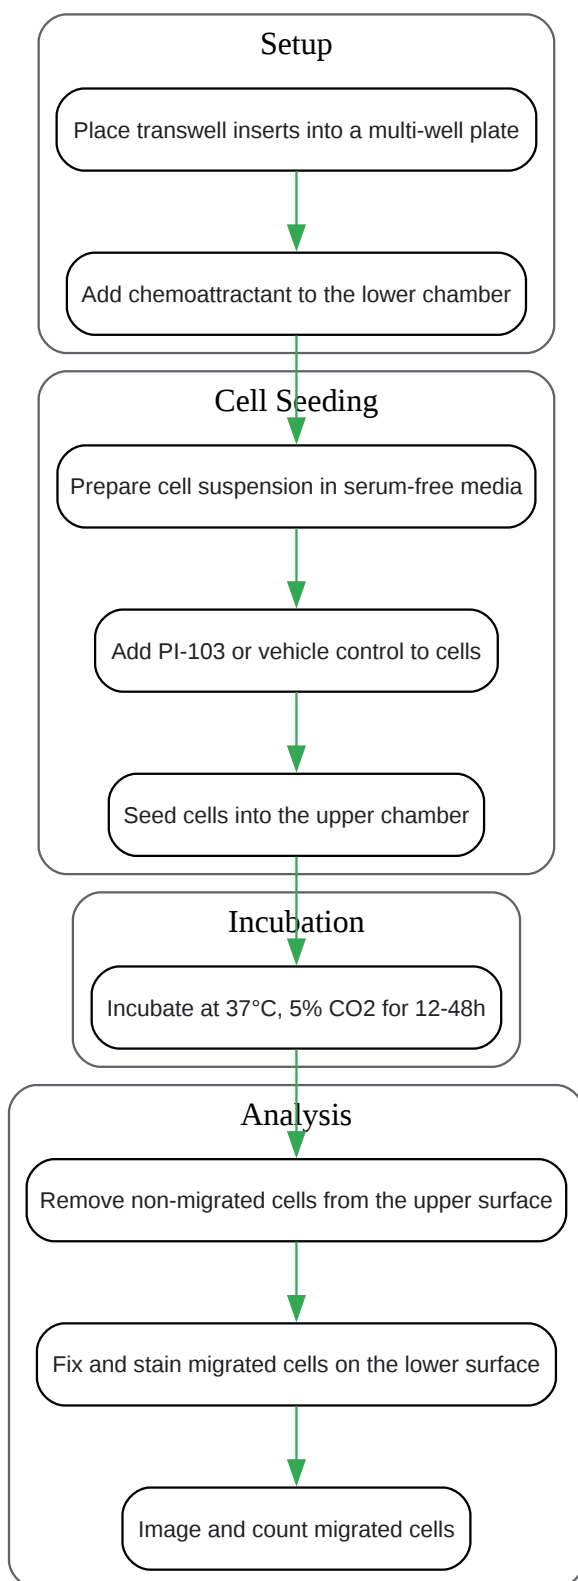 Setup
Place transwell inserts into a multi-well plate
Add chemoattractant to the lower chamber
Cell Seeding
Prepare cell suspension in serum-free media
Add PI-103 or vehicle control to cells
Seed cells into the upper chamber
Incubation
Incubate at 37°C, 5% CO2 for 12-48h
Analysis
Remove non-migrated cells from the upper surface
Fix and stain migrated cells on the lower surface
Image and count migrated cells